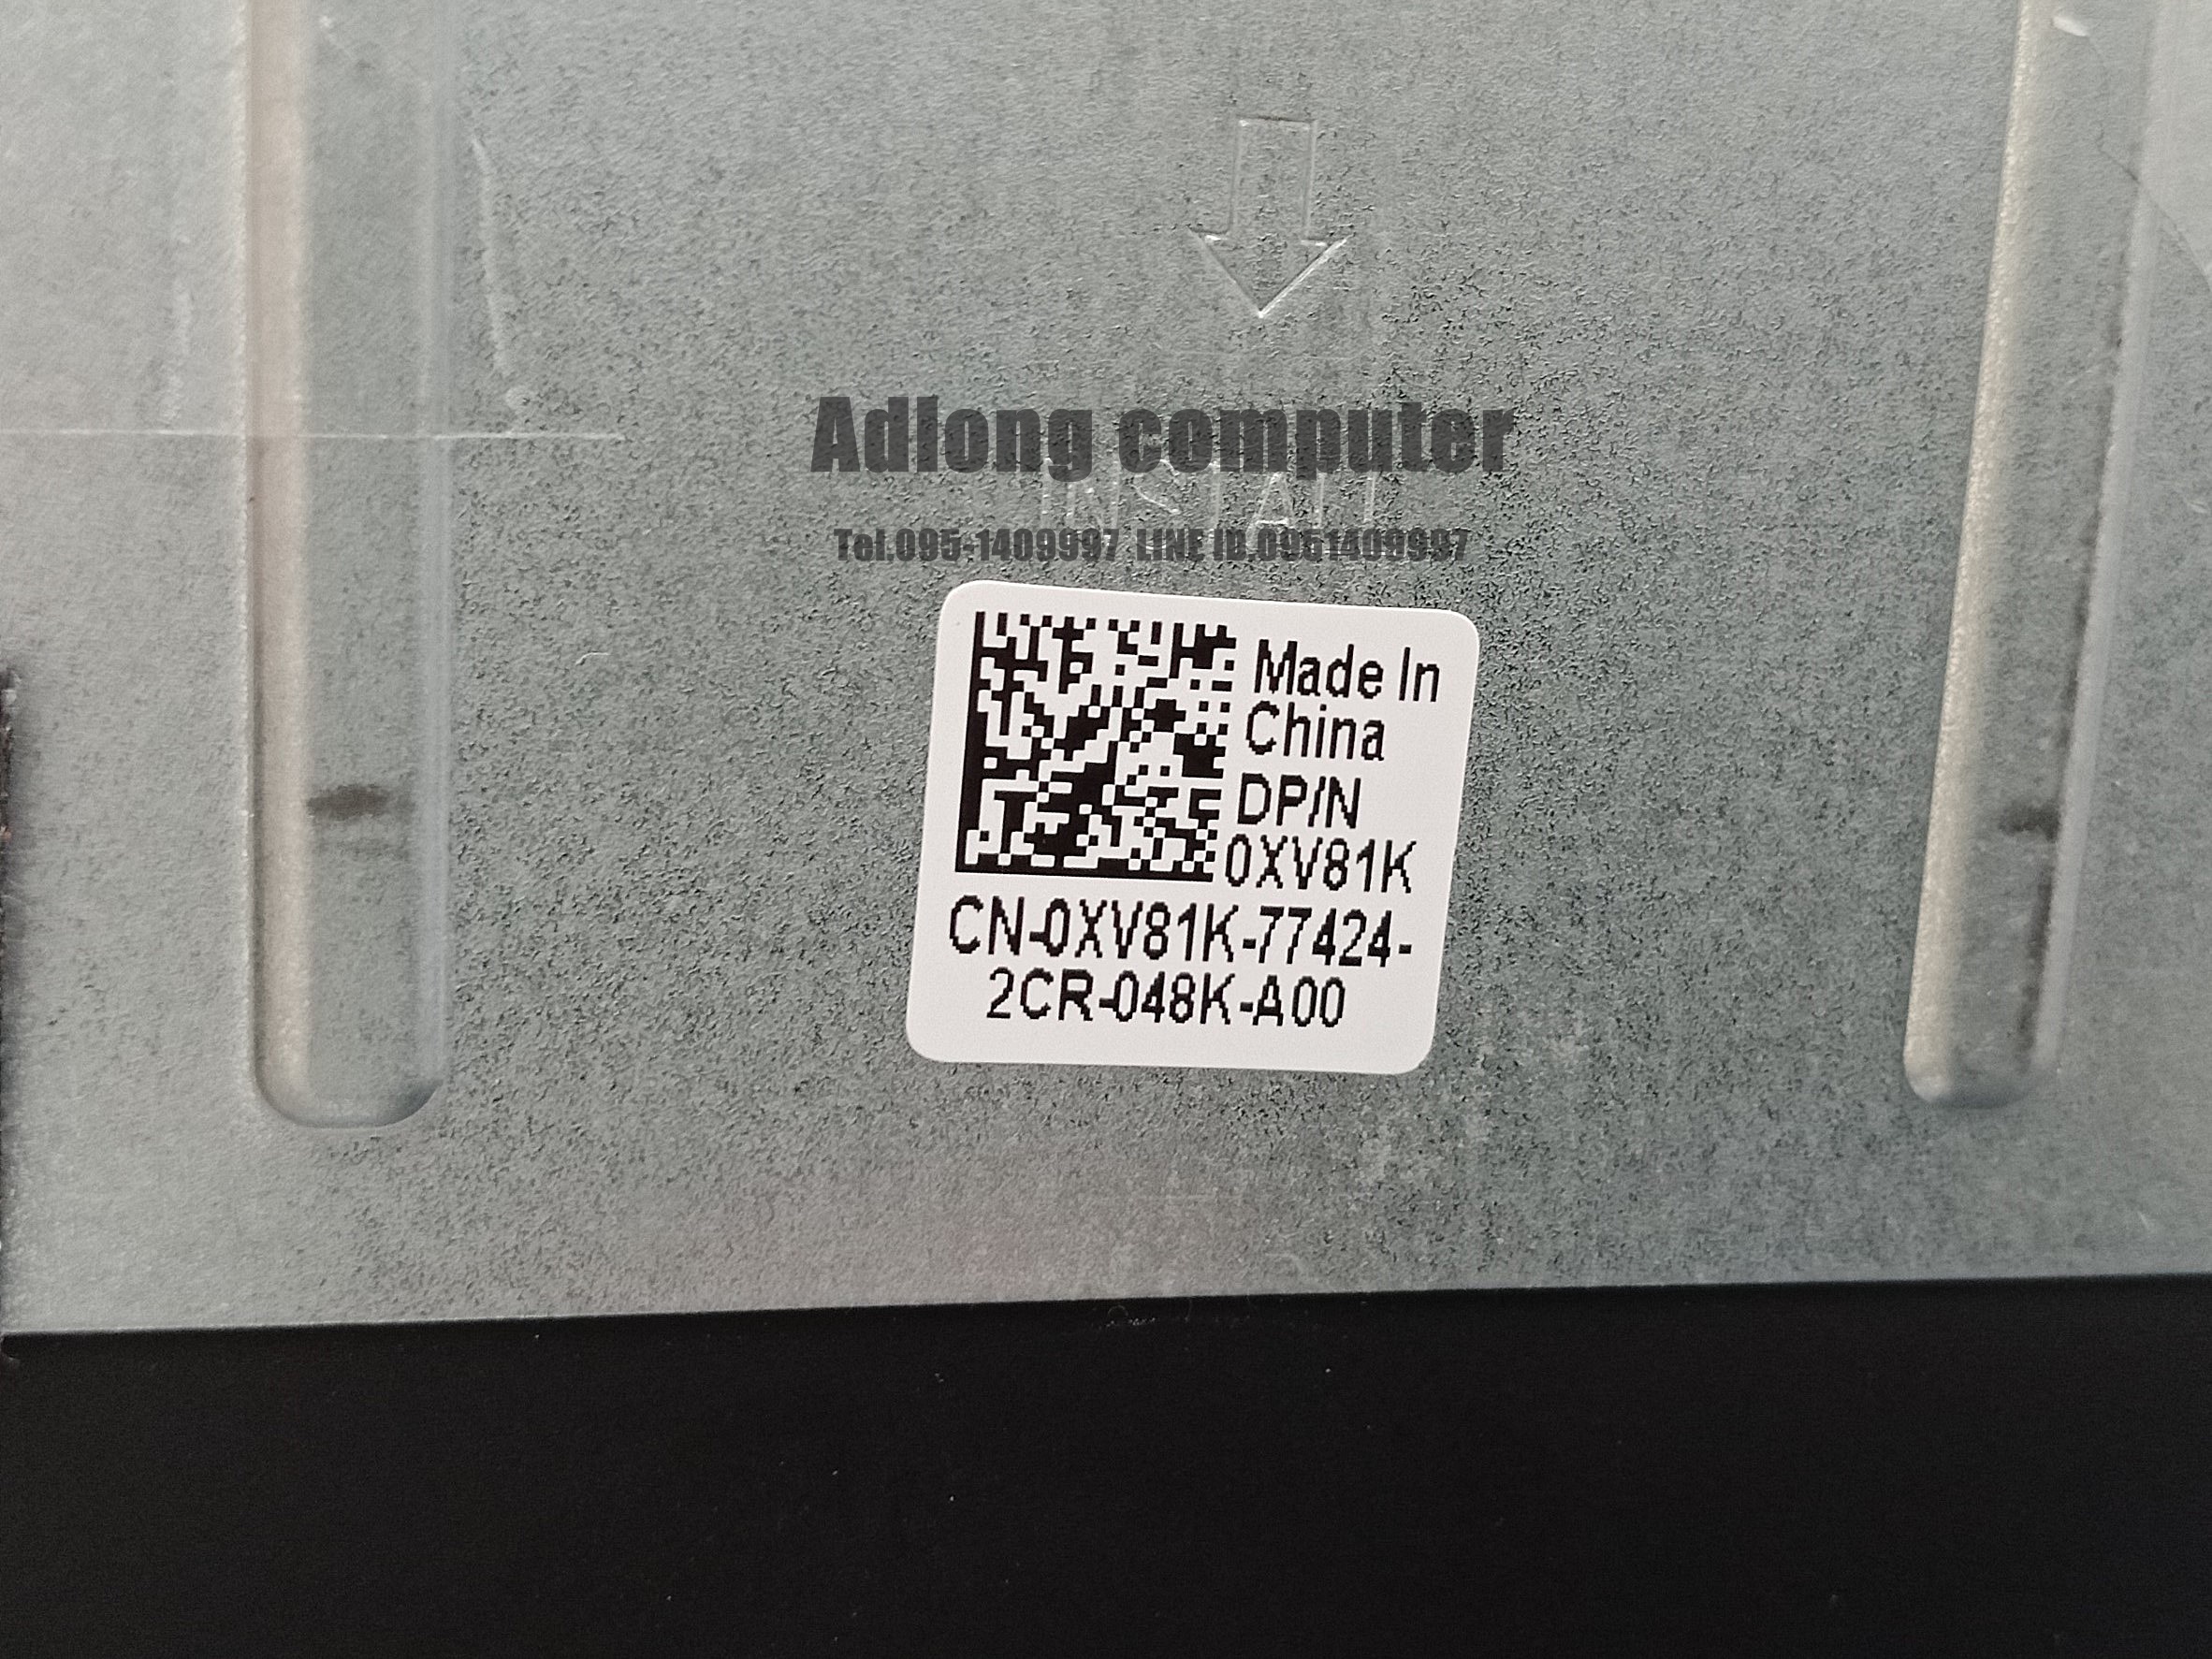 Adlong computer
INSTALL
Tel.095-1409997 LINE ID.0951409997
Made In
China
DP/N
0XV81K
CN-0XV81K-77424-
2CR-048K-A00